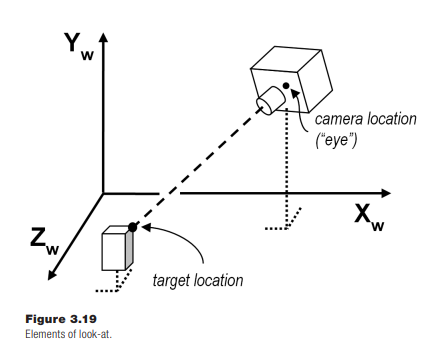 Yw
camera location
(“eye”)
Xw
Zw
target location
Figure 3.19
Elements of look-at.